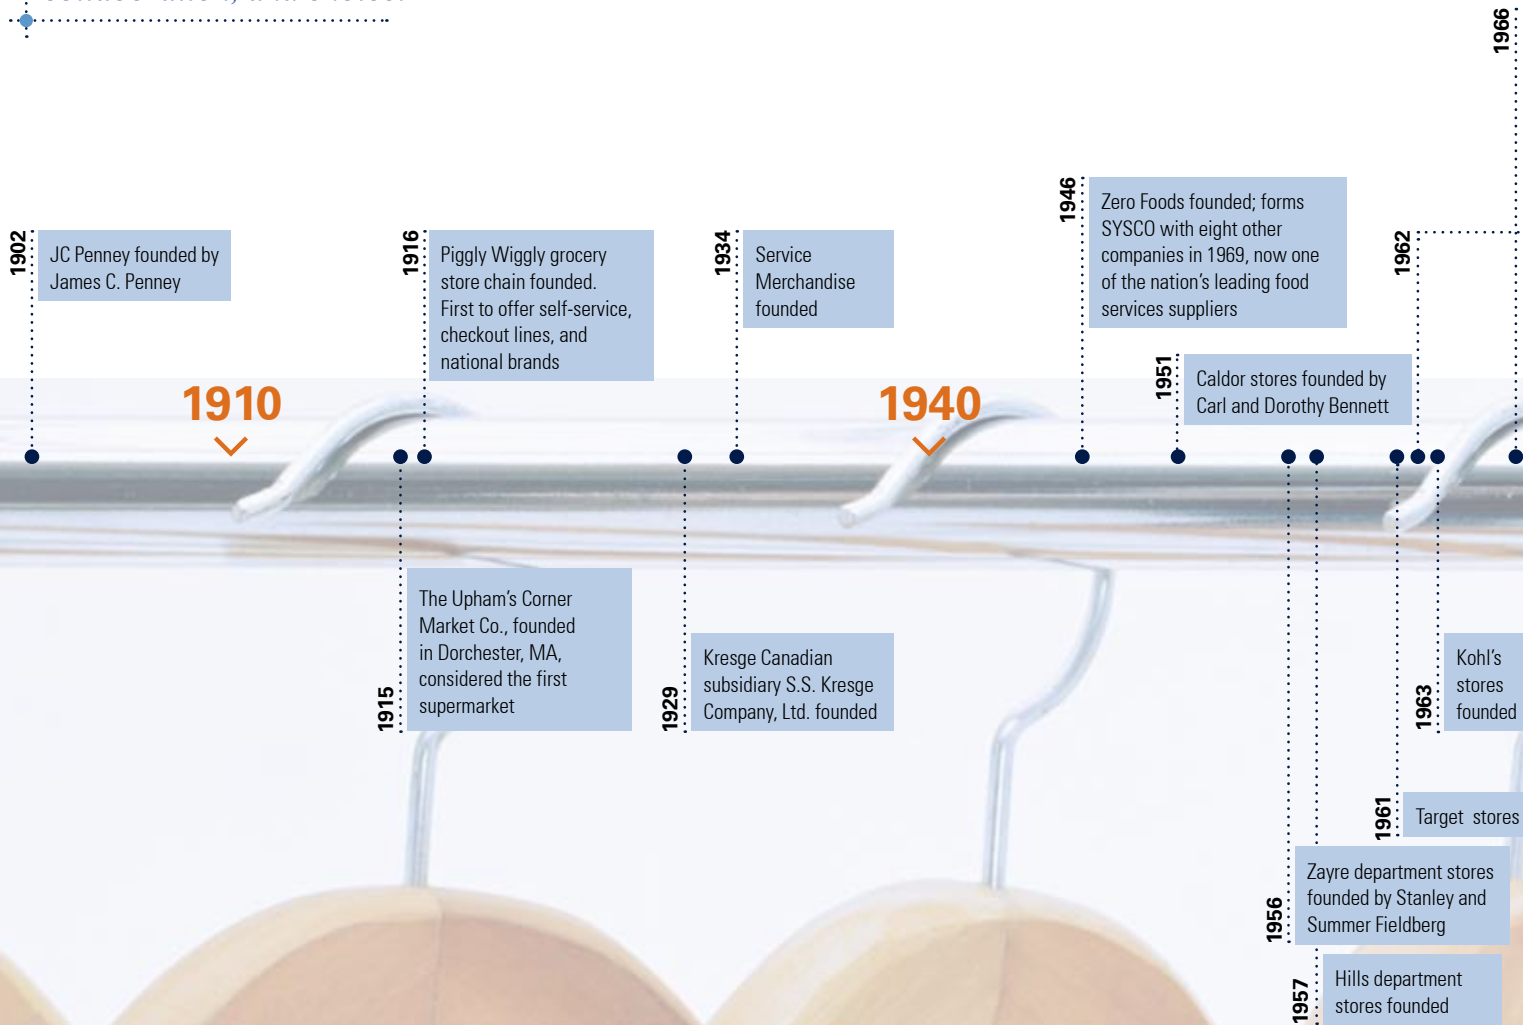 1966
1902
JC Penney founded by
James C. Penney
1916
Piggly Wiggly grocery
store chain founded.
First to offer self-service,
checkout lines, and
national brands
1934
Service
Merchandise
founded
1946
Zero Foods founded; forms
SYSCO with eight other
companies in 1969, now one
of the nation’s leading food
services suppliers
1962
1951
Caldor stores founded by
Carl and Dorothy Bennett
1910
1940
1915
The Upham’s Corner
Market Co., founded
in Dorchester, MA,
considered the first
supermarket
1929
Kresge Canadian
subsidiary S.S. Kresge
Company, Ltd. founded
1963
Kohl’s
stores
founded
1961
Target stores
1956
Zayre department stores
founded by Stanley and
Summer Fieldberg
1957
Hills department
stores founded